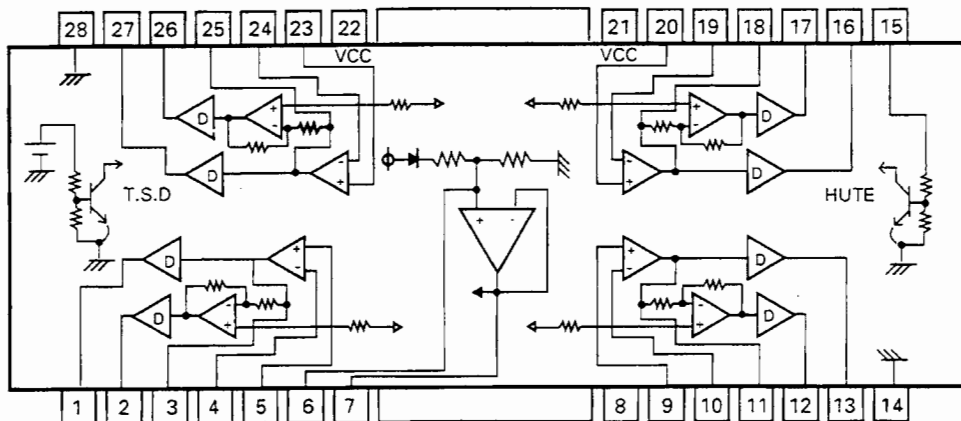 28 27 26 25 24 23 22 21 20 19 18 17 16 15
VCC VCC
+ - + -
D D
D - + + - D
T.S.D HUTE
+ -
D + - + - D
D - + - + D
1 2 3 4 5 6 7 8 9 10 11 12 13 14